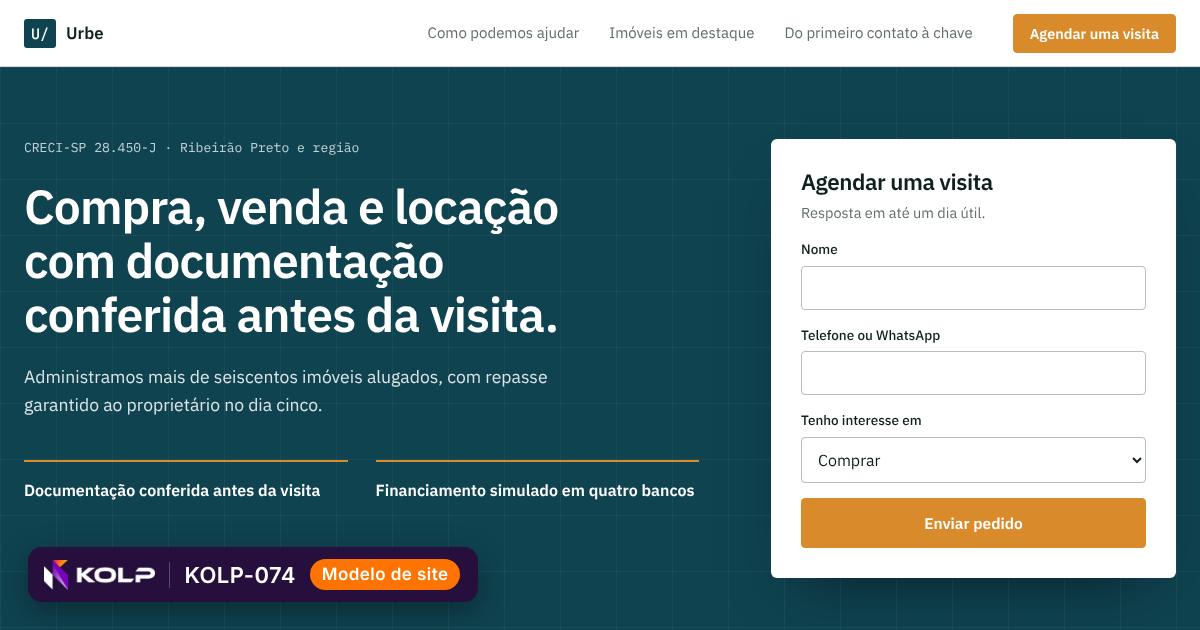 U/ Urbe
Como podemos ajudar
Imóveis em destaque
Do primeiro contato à chave
Agendar uma visita
CRECI-SP 28.450-J · Ribeirão Preto e região
Compra, venda e locação
com documentação
conferida antes da visita.
Administramos mais de seiscentos imóveis alugados, com repasse
garantido ao proprietário no dia cinco.
Documentação conferida antes da visita
Financiamento simulado em quatro bancos
Agendar uma visita
Resposta em até um dia útil.
Nome
Telefone ou WhatsApp
Tenho interesse em
Comprar
Enviar pedido
KOLP
KOLP-074
Modelo de site